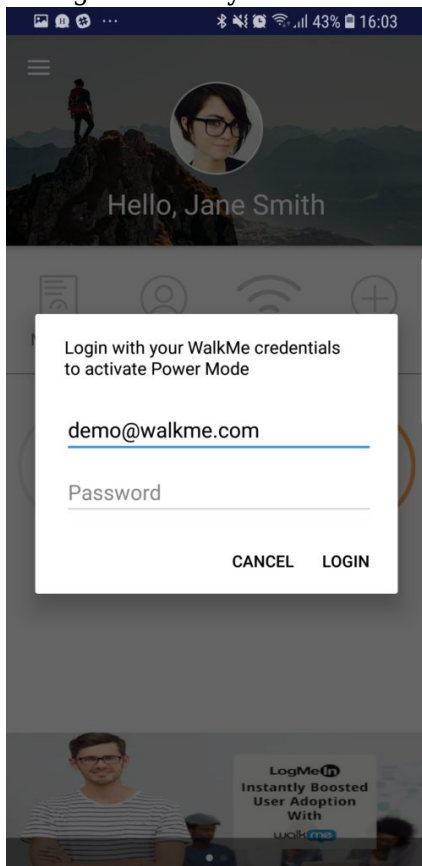 43% 16:03
Hello, Jane Smith
Login with your WalkMe credentials
to activate Power Mode
demo@walkme.com
Password
CANCEL LOGIN
LogMeIn
Instantly Boosted
User Adoption
With
walkme